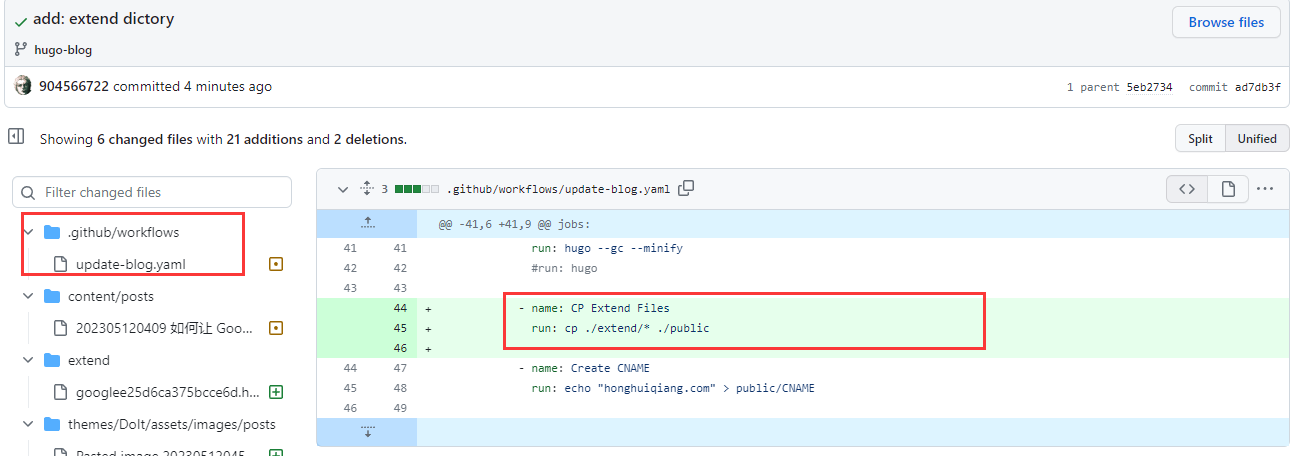 add: extend dictory
Browse files
hugo-blog
904566722 committed 4 minutes ago
1 parent 5eb2734 commit ad7db3f
Showing 6 changed files with 21 additions and 2 deletions.
Split Unified
Filter changed files
.github/workflows
update-blog.yaml
content/posts
202305120409 如何让 Goo...
extend
googlee25d6ca375bcce6d.h...
themes/DoIt/assets/images/posts
3 .github/workflows/update-blog.yaml
@@ -41,6 +41,9 @@ jobs:
41 41 run: hugo --gc --minify
42 42 #run: hugo
43 43
44 + - name: CP Extend Files
45 + run: cp ./extend/* ./public
46 +
44 47 - name: Create CNAME
45 48 run: echo "honghuiqiang.com" > public/CNAME
46 49